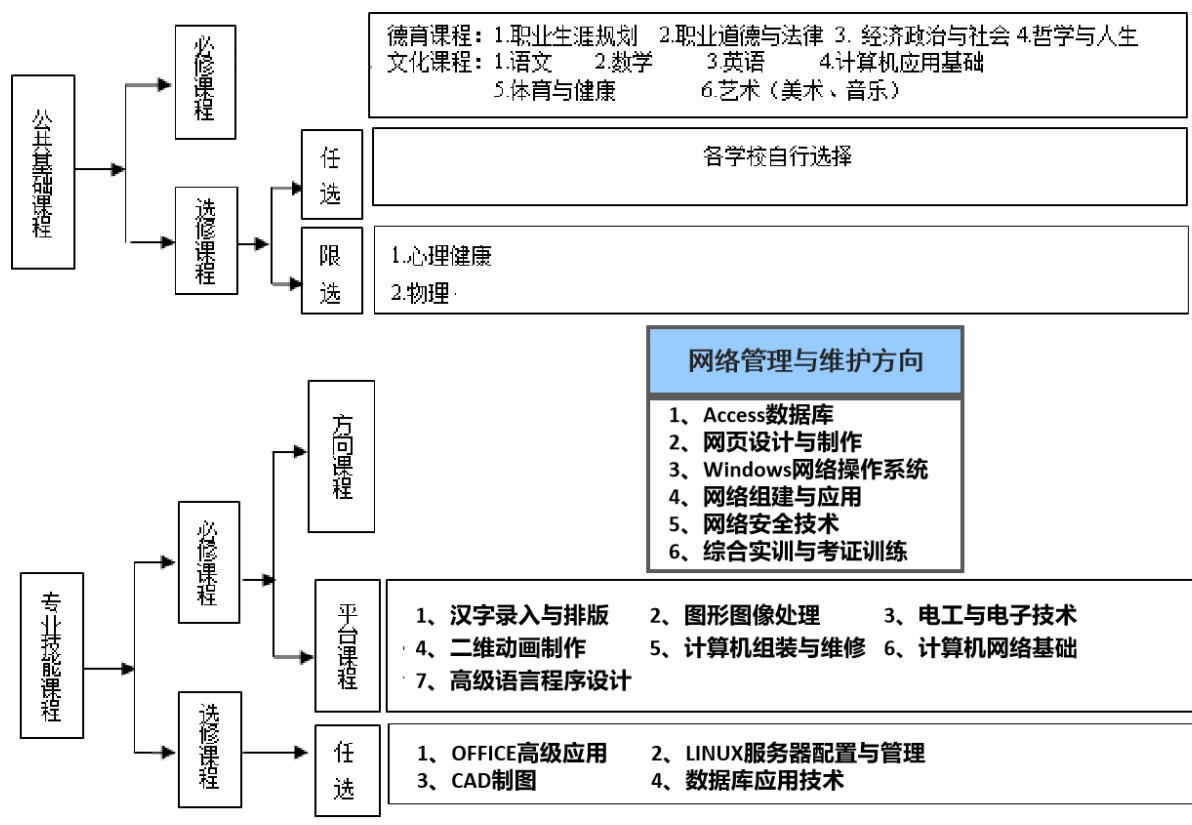 公共基础课程
必修课程
德育课程：1.职业生涯规划 2.职业道德与法律 3. 经济政治与社会 4.哲学与人生
文化课程：1.语文 2.数学 3.英语 4.计算机应用基础
5.体育与健康 6.艺术（美术、音乐）
选修课程
任选
各学校自行选择
限选
1.心理健康
2.物理
专业技能课程
必修课程
方向课程
网络管理与维护方向
1、Access数据库
2、网页设计与制作
3、Windows网络操作系统
4、网络组建与应用
5、网络安全技术
6、综合实训与考证训练
平台课程
1、汉字录入与排版 2、图形图像处理 3、电工与电子技术
4、二维动画制作 5、计算机组装与维修 6、计算机网络基础
7、高级语言程序设计
选修课程
任选
1、OFFICE高级应用 2、LINUX服务器配置与管理
3、CAD制图 4、数据库应用技术